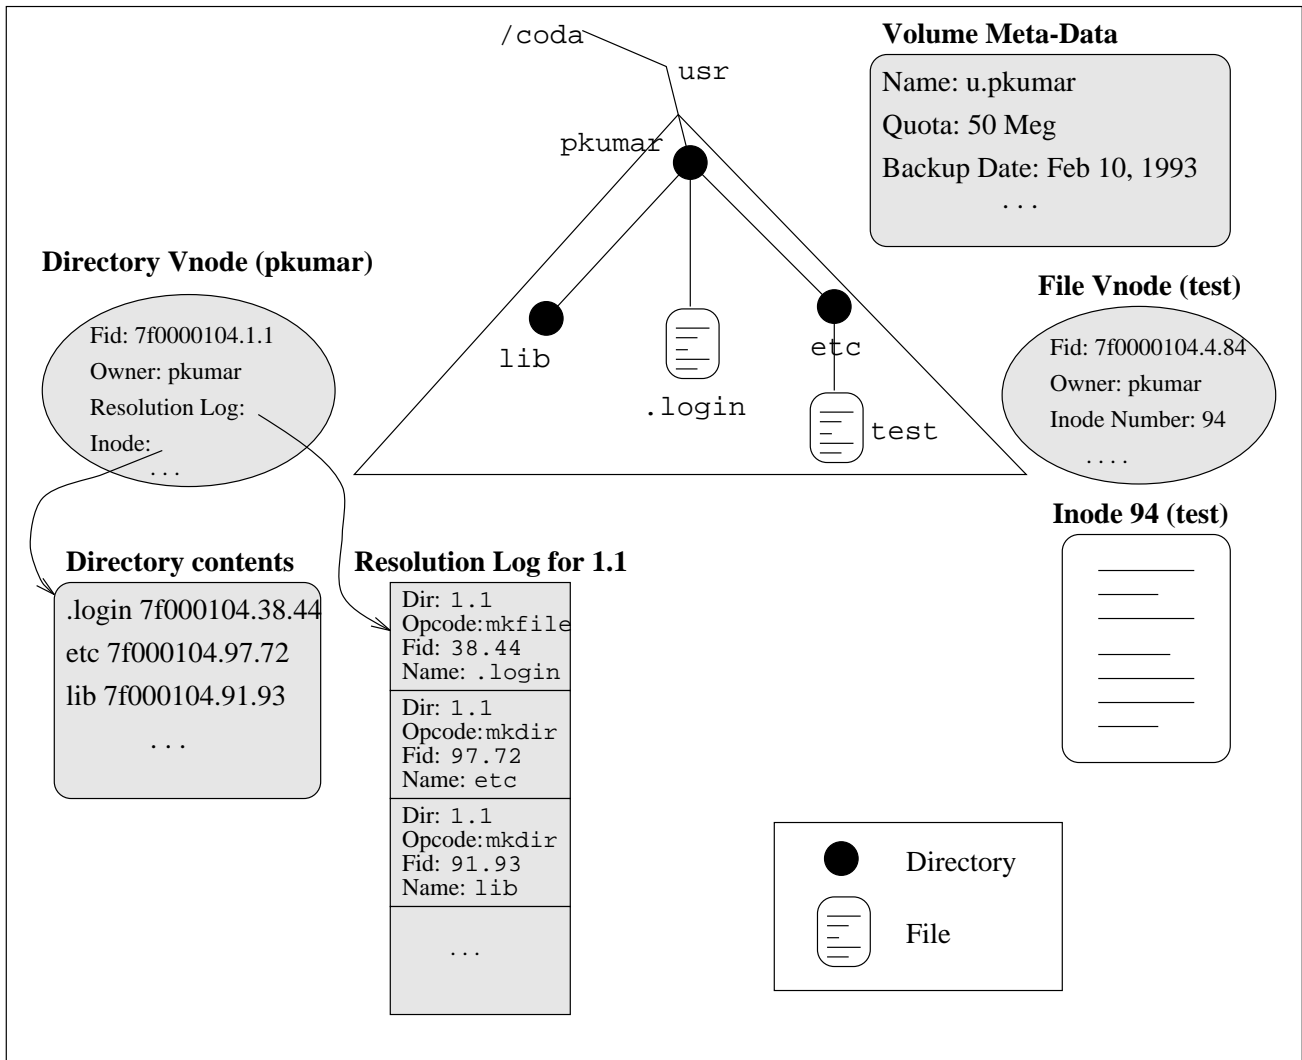 /coda
usr
pkumar
lib
.login
etc
test
Volume Meta-Data
Name: u.pkumar
Quota: 50 Meg
Backup Date: Feb 10, 1993
. . .
Directory Vnode (pkumar)
Fid: 7f0000104.1.1
Owner: pkumar
Resolution Log:
Inode:
. . .
File Vnode (test)
Fid: 7f0000104.4.84
Owner: pkumar
Inode Number: 94
. . . .
Inode 94 (test)
Directory contents
.login 7f000104.38.44
etc 7f000104.97.72
lib 7f000104.91.93
. . .
Resolution Log for 1.1
Dir: 1.1
Opcode:mkfile
Fid: 38.44
Name: .login
Dir: 1.1
Opcode:mkdir
Fid: 97.72
Name: etc
Dir: 1.1
Opcode:mkdir
Fid: 91.93
Name: lib
. . .
Directory
File